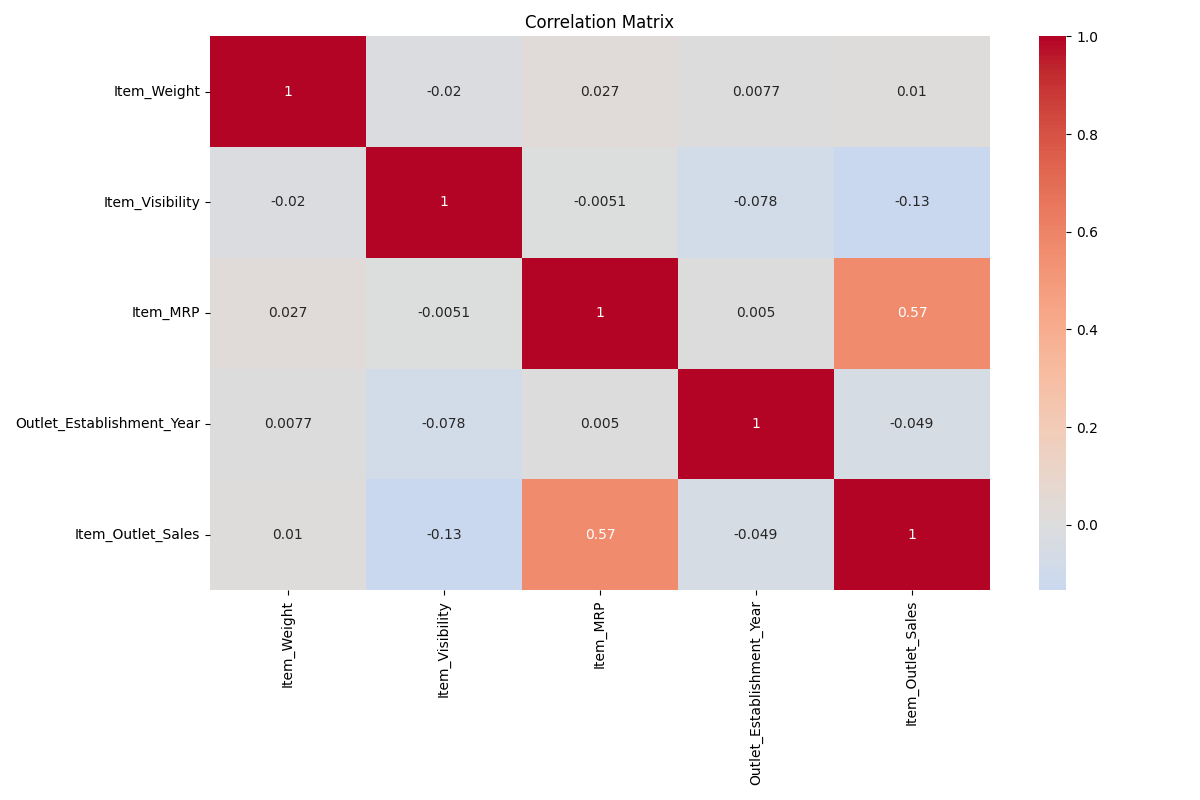 Correlation Matrix
Item_Weight
1
-0.02
0.027
0.0077
0.01
Item_Visibility
-0.02
1
-0.0051
-0.078
-0.13
Item_MRP
0.027
-0.0051
1
0.005
0.57
Outlet_Establishment_Year
0.0077
-0.078
0.005
1
-0.049
Item_Outlet_Sales
0.01
-0.13
0.57
-0.049
1
Item_Weight
Item_Visibility
Item_MRP
Outlet_Establishment_Year
Item_Outlet_Sales
1.0
0.8
0.6
0.4
0.2
0.0